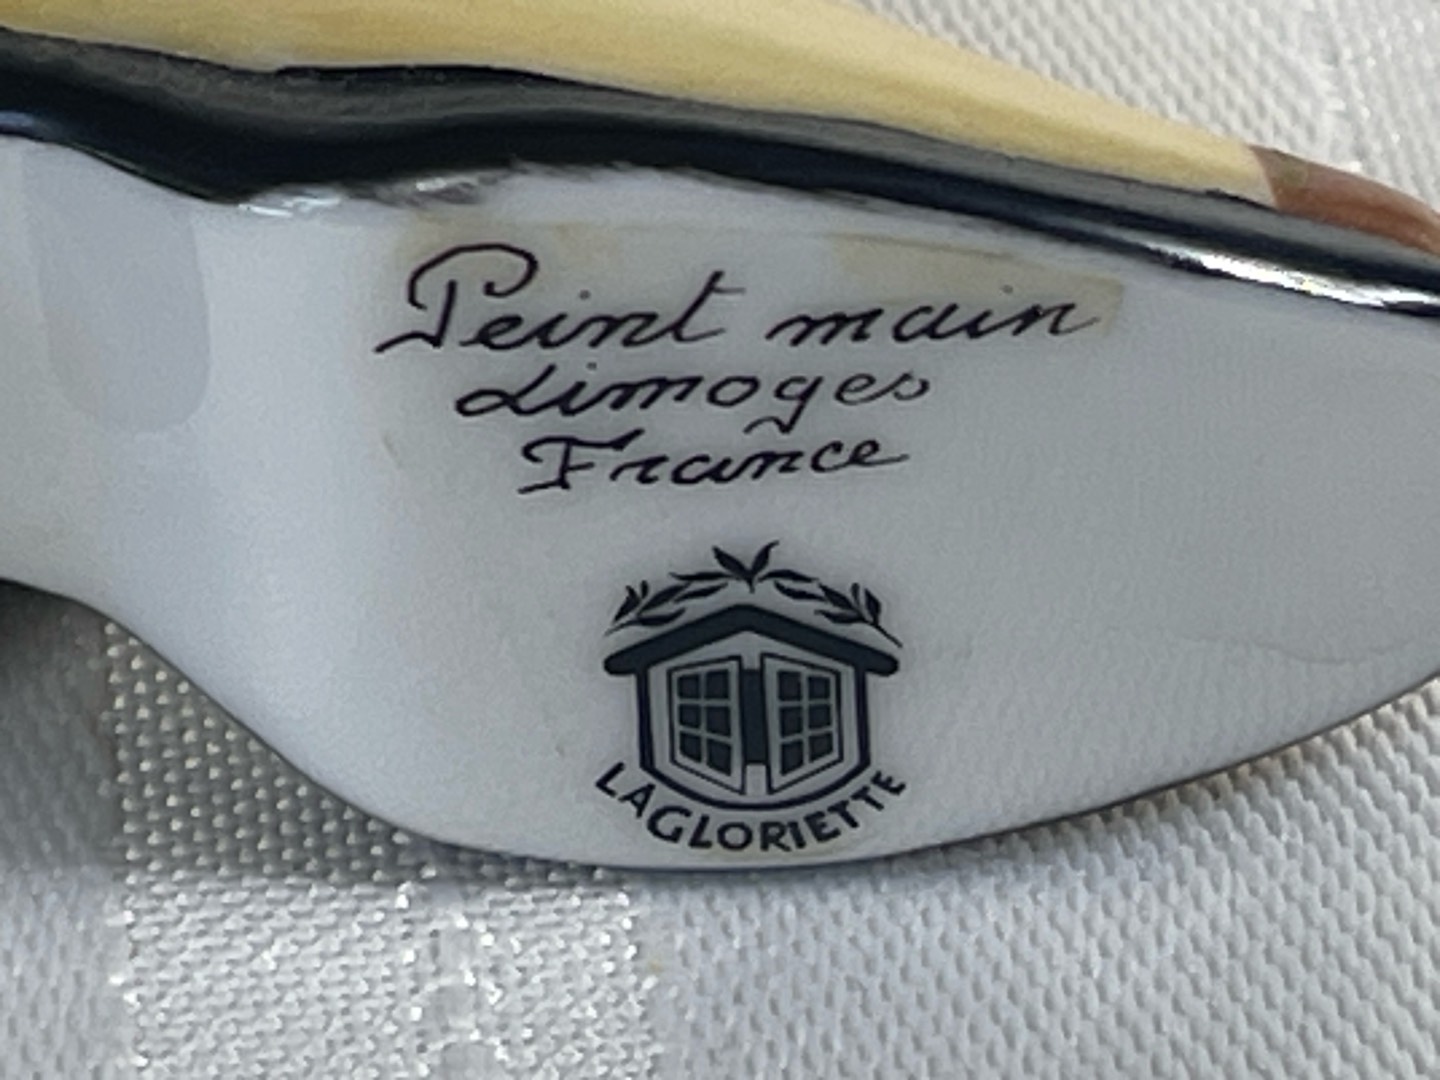 Peint main
Limoges
France
LAGLORIETTE